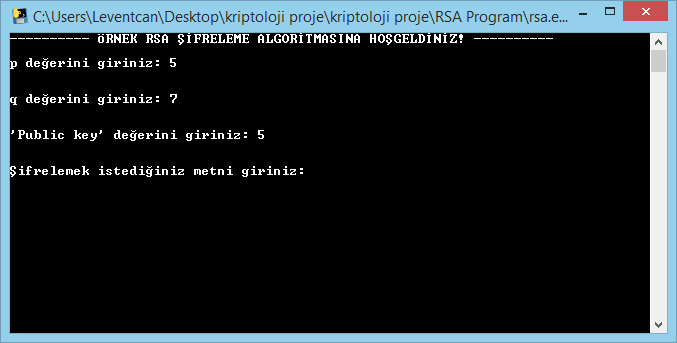 C:\Users\Leventcan\Desktop\kriptoloji proje\kriptoloji proje\RSA Program\rsa.e...
---------- ÖRNEK RSA ŞİFRELEME ALGORİTMASINA HOŞGELDİNİZ! ----------
p değerini giriniz: 5
q değerini giriniz: 7
'Public key' değerini giriniz: 5
Şifrelemek istediğiniz metni giriniz: